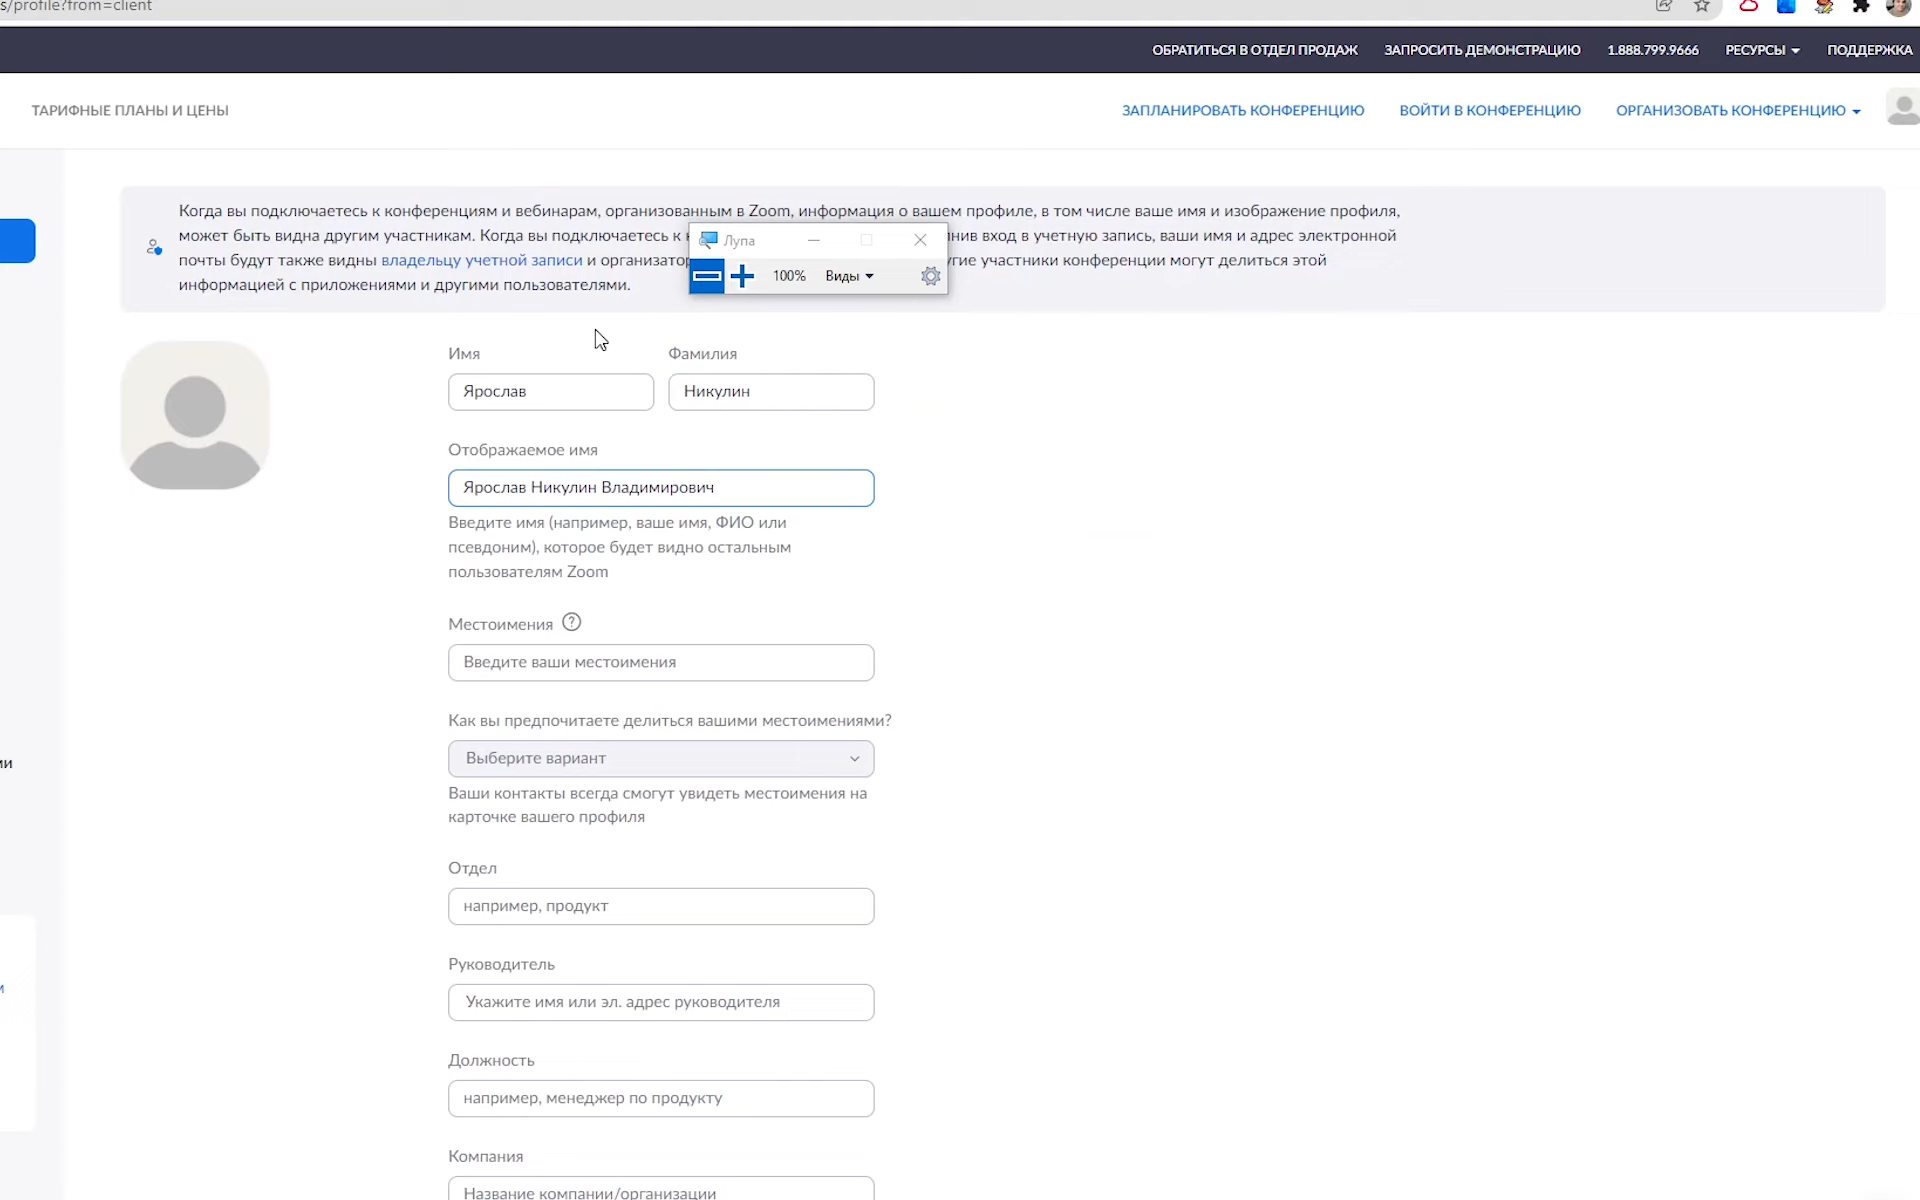 s/profile?from=client
ОБРАТИТЬСЯ В ОТДЕЛ ПРОДАЖ ЗАПРОСИТЬ ДЕМОНСТРАЦИЮ 1.888.799.9666 РЕСУРСЫ ПОДДЕРЖКА
ТАРИФНЫЕ ПЛАНЫ И ЦЕНЫ ЗАПЛАНИРОВАТЬ КОНФЕРЕНЦИЮ ВОЙТИ В КОНФЕРЕНЦИЮ ОРГАНИЗОВАТЬ КОНФЕРЕНЦИЮ
Когда вы подключаетесь к конференциям и вебинарам, организованным в Zoom, информация о вашем профиле, в том числе ваше имя и изображение профиля,
может быть видна другим участникам. Когда вы подключаетесь к нив вход в учетную запись, ваши имя и адрес электронной
почты будут также видны владельцу учетной записи и организатор гие участники конференции могут делиться этой
информацией с приложениями и другими пользователями.
Лупа
100% Виды
Имя Фамилия
Ярослав Никулин
Отображаемое имя
Ярослав Никулин Владимирович
Введите имя (например, ваше имя, ФИО или
псевдоним), которое будет видно остальным
пользователям Zoom
Местоимения ?
Введите ваши местоимения
Как вы предпочитаете делиться вашими местоимениями?
Выберите вариант
ми
Ваши контакты всегда смогут увидеть местоимения на
карточке вашего профиля
Отдел
например, продукт
Руководитель
Укажите имя или эл. адрес руководителя
Должность
например, менеджер по продукту
Компания
Название компании/организации